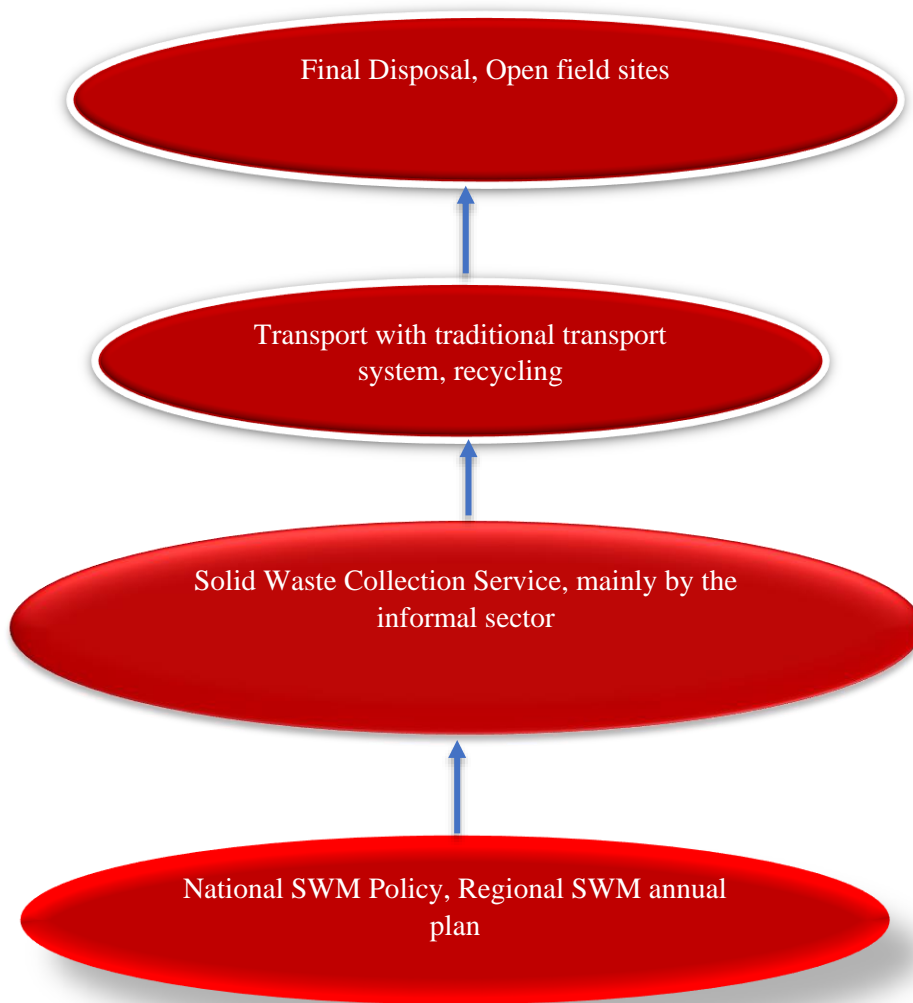 Final Disposal, Open field sites
Transport with traditional transport
system, recycling
Solid Waste Collection Service, mainly by the
informal sector
National SWM Policy, Regional SWM annual
plan